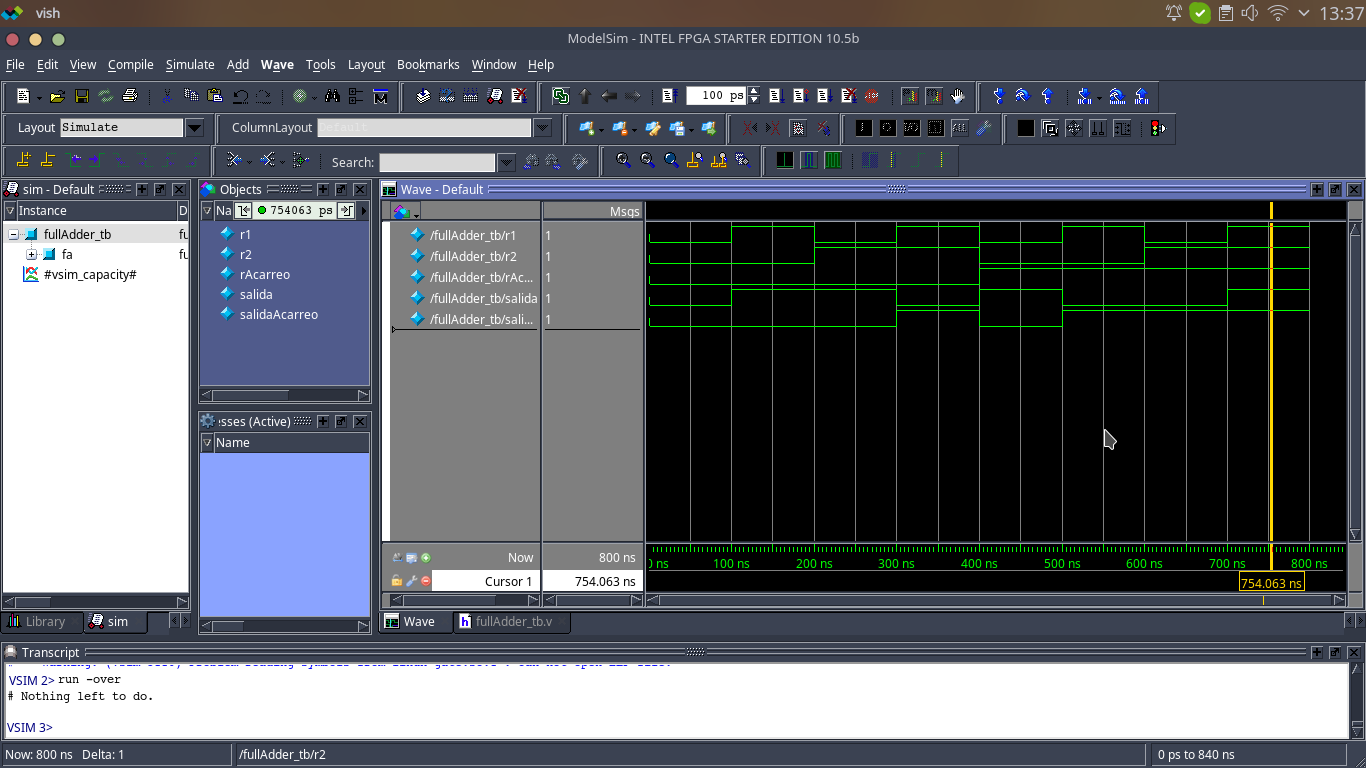 vish 13:37
ModelSim - INTEL FPGA STARTER EDITION 10.5b
File Edit View Compile Simulate Add Wave Tools Layout Bookmarks Window Help
100 ps
Layout Simulate ColumnLayout Default
Search:
sim - Default
Objects
Wave - Default
Instance D
Na 754063 ps
Msgs
fullAdder_tb fu
fa fu
#vsim_capacity#
r1
r2
rAcarreo
salida
salidaAcarreo
/fullAdder_tb/r1 1
/fullAdder_tb/r2 1
/fullAdder_tb/rAc... 1
/fullAdder_tb/salida 1
/fullAdder_tb/sali... 1
sses (Active)
Name
Now 800 ns
Cursor 1 754.063 ns
0 ns 100 ns 200 ns 300 ns 400 ns 500 ns 600 ns 700 ns 800 ns
754.063 ns
Library sim
Wave fullAdder_tb.v
Transcript
VSIM 2> run -over
# Nothing left to do.
VSIM 3>
Now: 800 ns Delta: 1 /fullAdder_tb/r2 0 ps to 840 ns